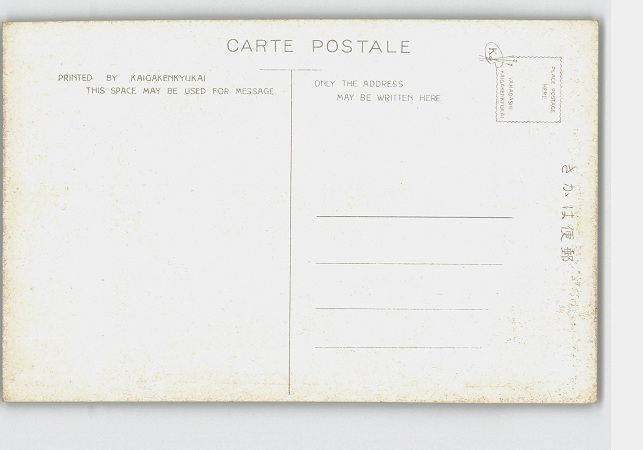 CARTE POSTALE
PRINTED BY KAIGAKENKYUKAI
THIS SPACE MAY BE USED FOR MESSAGE.
ONLY THE ADDRESS
MAY BE WRITTEN HERE
PLACE POSTAGE
HERE
KAIGAKENKYUKAI
きかは便郵